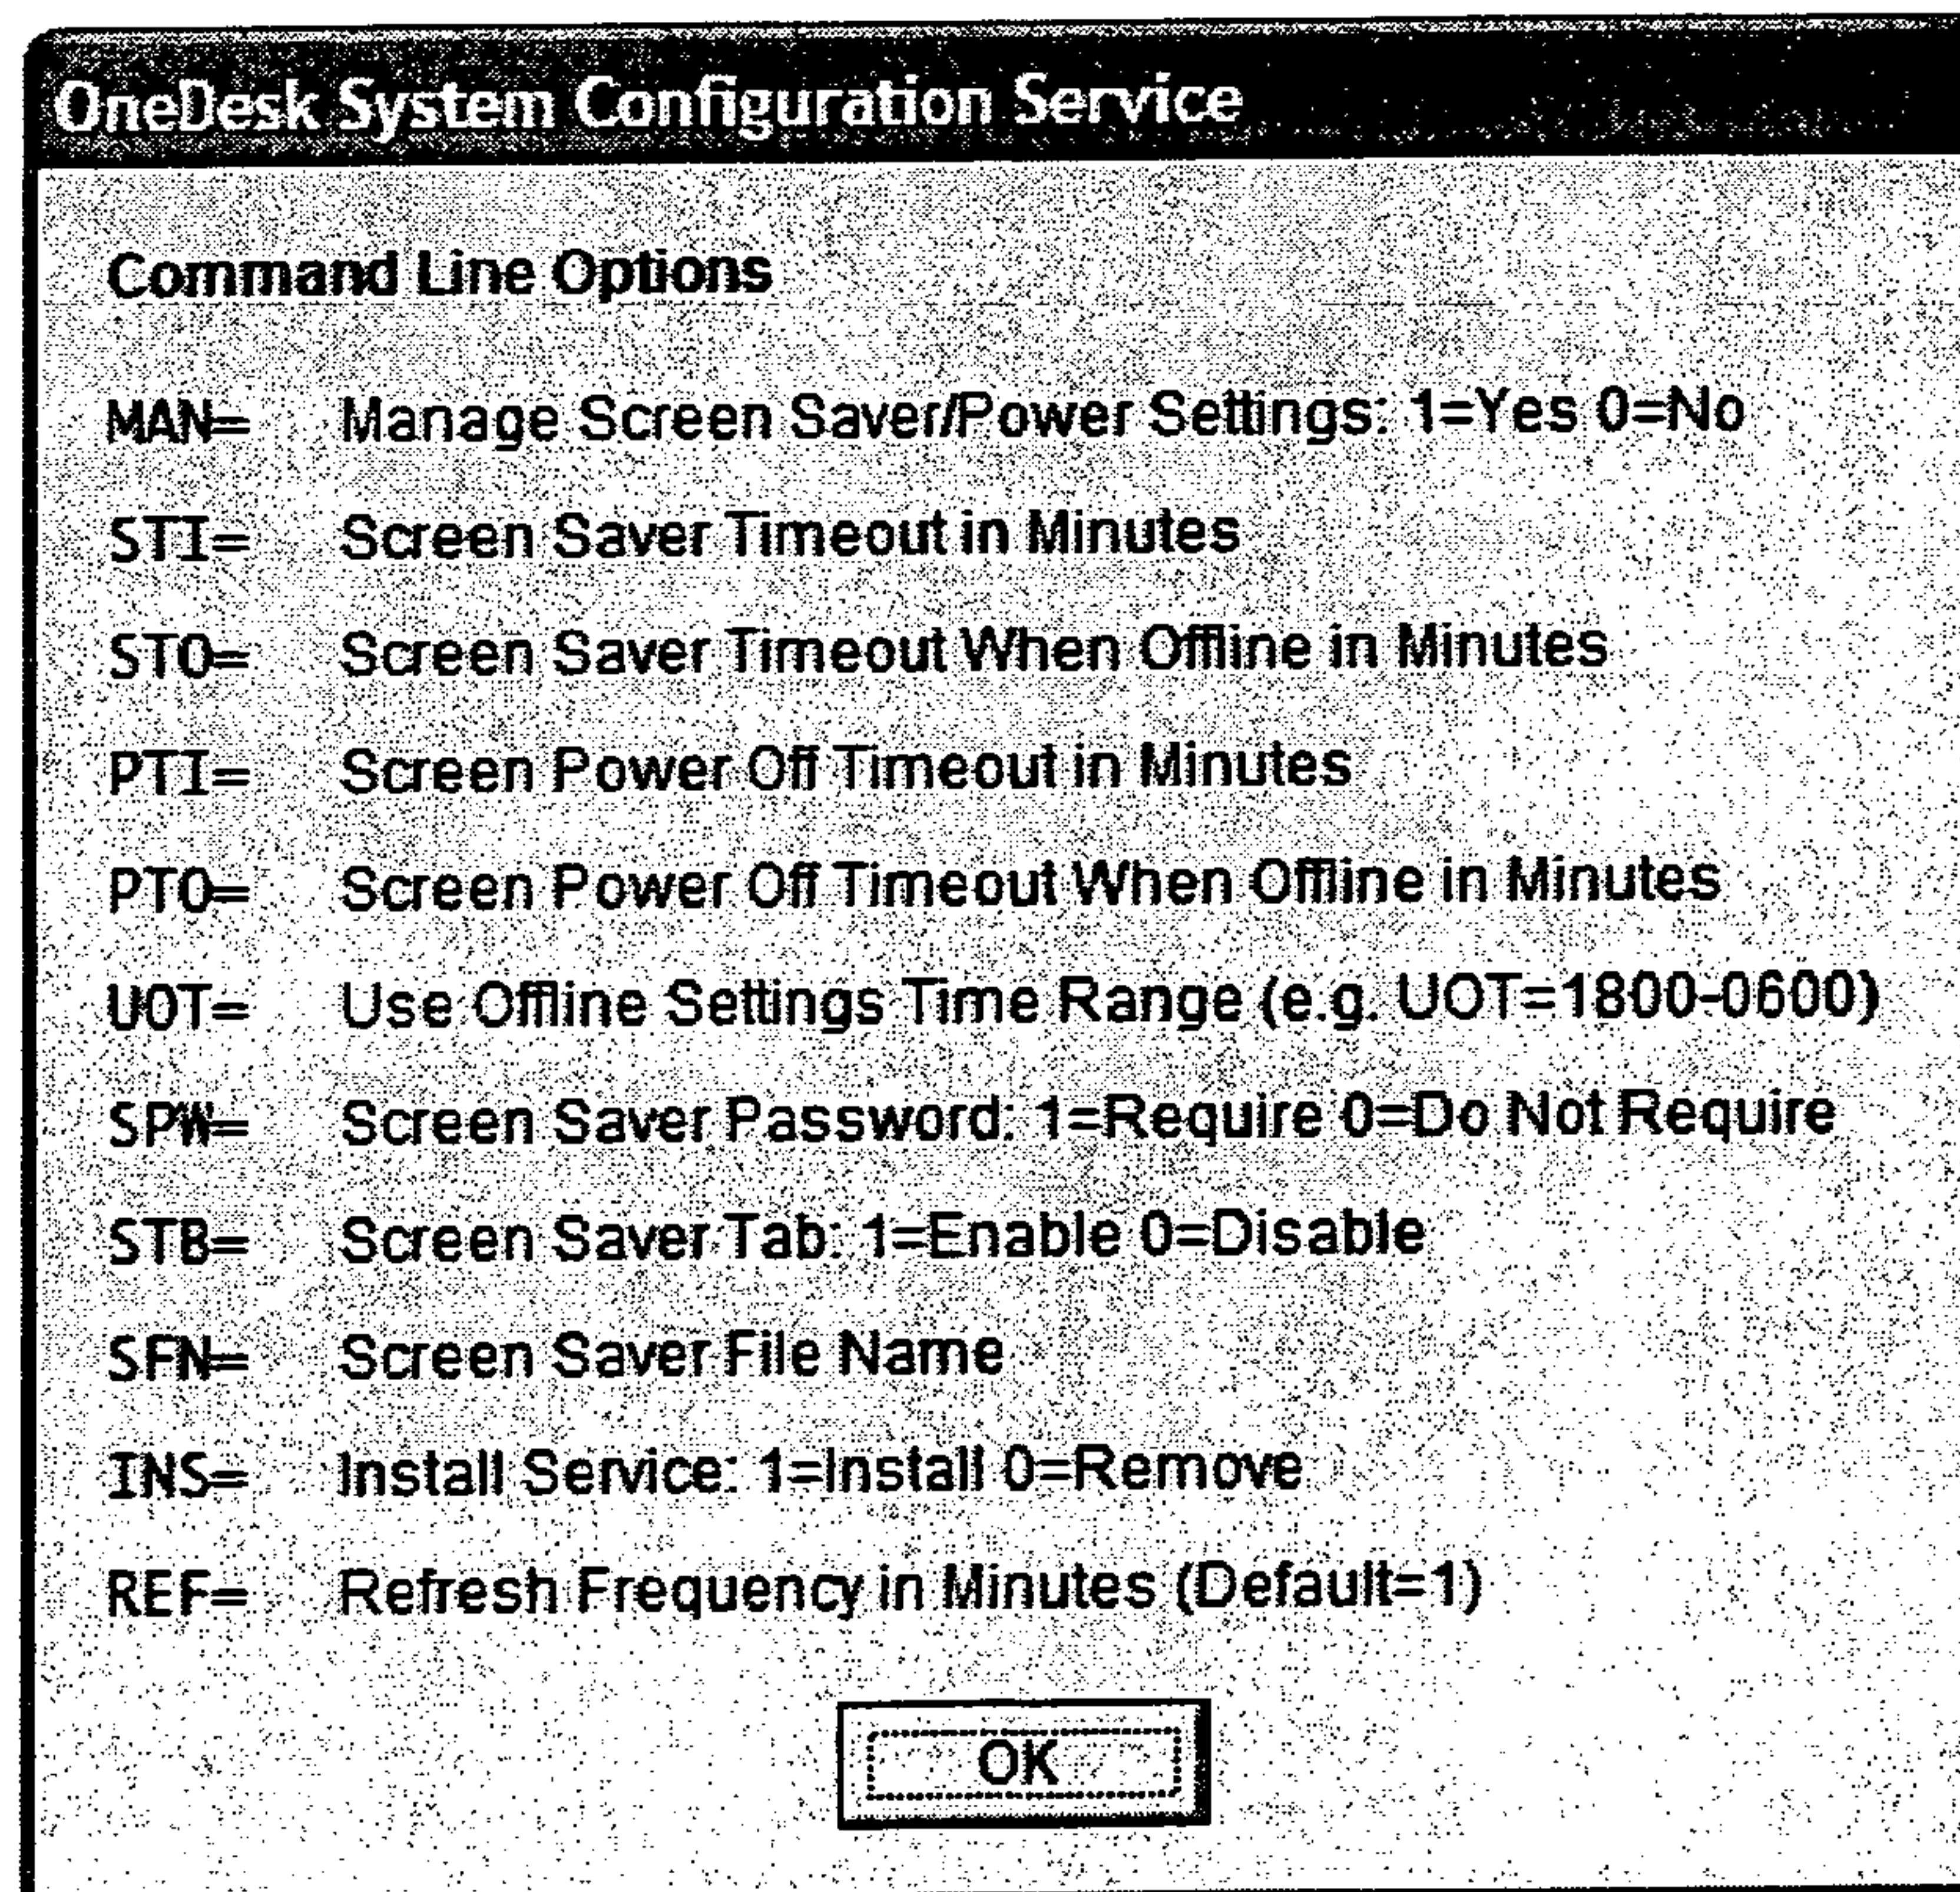 OneDesk System Configuration Service
Command Line Options
MAN= Manage Screen Saver/Power Settings: 1=Yes 0=No
STI= Screen Saver Timeout in Minutes
STO= Screen Saver Timeout When Offline in Minutes
PTI= Screen Power Off Timeout in Minutes
PTO= Screen Power Off Timeout When Offline in Minutes
UOT= Use Offline Settings Time Range (e.g. UOT=1800-0600)
SPW= Screen Saver Password: 1=Require 0=Do Not Require
STB= Screen Saver Tab: 1=Enable 0=Disable
SFN= Screen Saver File Name
INS= Install Service: 1=Install 0=Remove
REF= Refresh Frequency in Minutes (Default=1)
OK